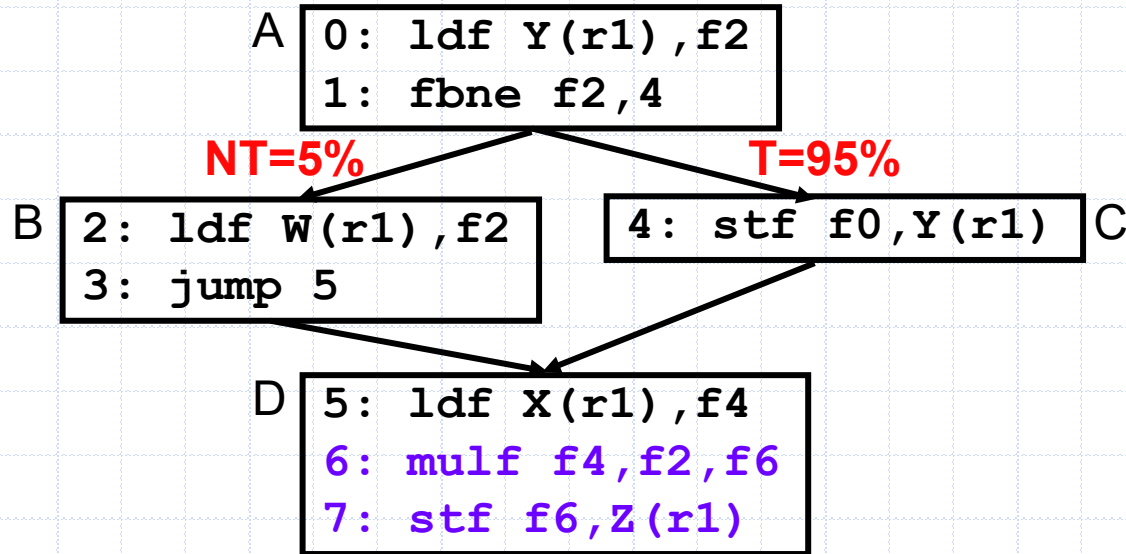 A
0: ldf Y(r1),f2
1: fbne f2,4
NT=5%
T=95%
B
2: ldf W(r1),f2
3: jump 5
4: stf f0,Y(r1)
C
D
5: ldf X(r1),f4
6: mulf f4,f2,f6
7: stf f6,Z(r1)